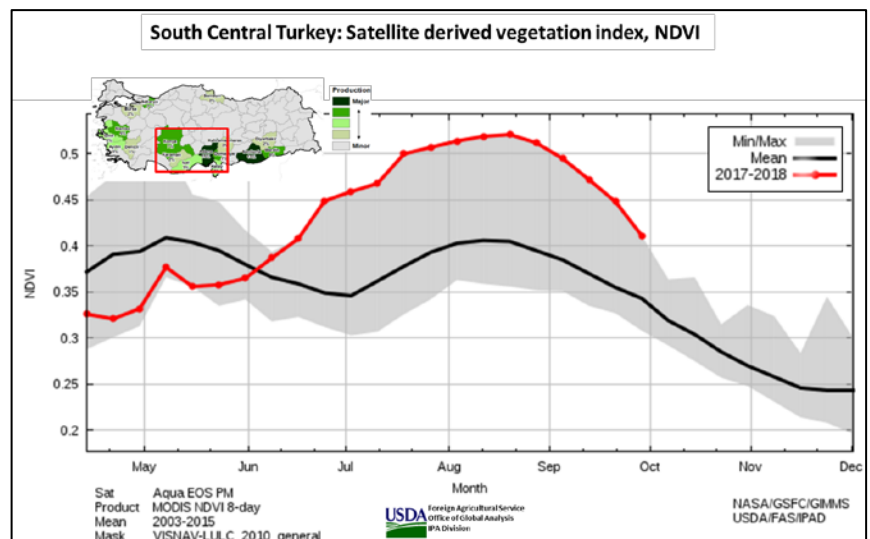 South Central Turkey: Satellite derived vegetation index, NDVI
Production
Major
Minor
Min/Max
Mean
2017-2018
0.5
0.45
0.4
0.35
0.3
0.25
0.2
NDVI
May Jun Jul Aug Sep Oct Nov Dec
Month
Sat Aqua EOS PM
Product MODIS NDVI 8-day
Mean 2003-2015
Mask VISNAV-LULC_2010_general
USDA Foreign Agricultural Service
Office of Global Analysis
IPA Division
NASA/GSFC/GIMMS
USDA/FAS/IPAD